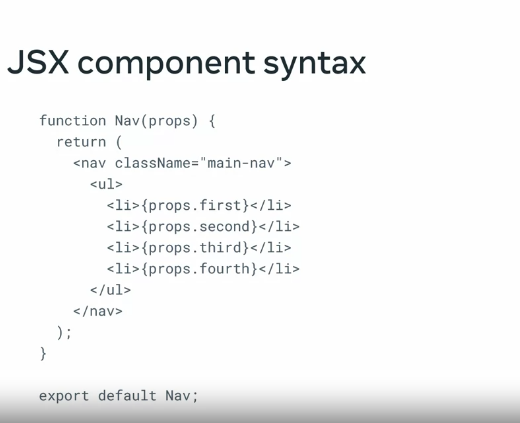 JSX component syntax
function Nav(props) {
  return (
    <nav className="main-nav">
      <ul>
        <li>{props.first}</li>
        <li>{props.second}</li>
        <li>{props.third}</li>
        <li>{props.fourth}</li>
      </ul>
    </nav>
  );
}
export default Nav;